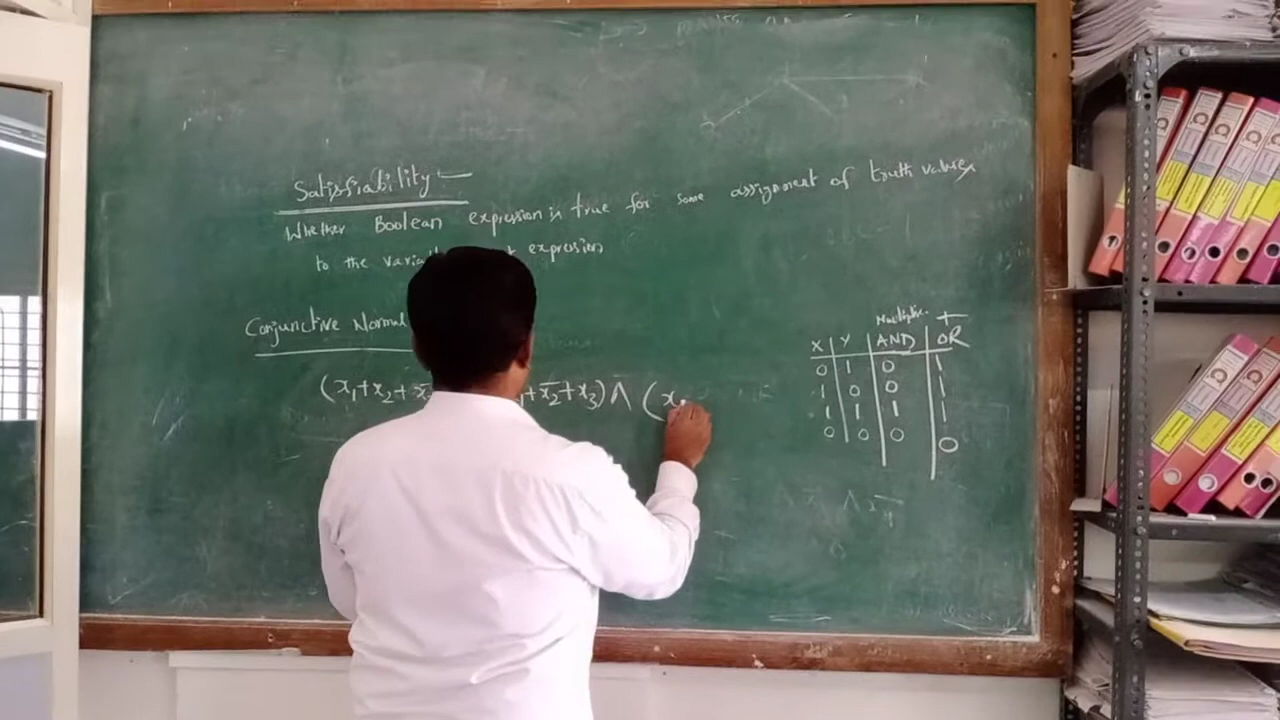 Satisfiability
Whether Boolean expression is true for some assignment of truth values
to the expression
Conjunctive Normal
(x₁+x₂+ +x̄₂+x₃) ∧ (x
Multiplic. +
X Y AND OR
0 1 0 1
1 0 0 1
1 1 1 1
0 0 0 0
∧ x̄₄